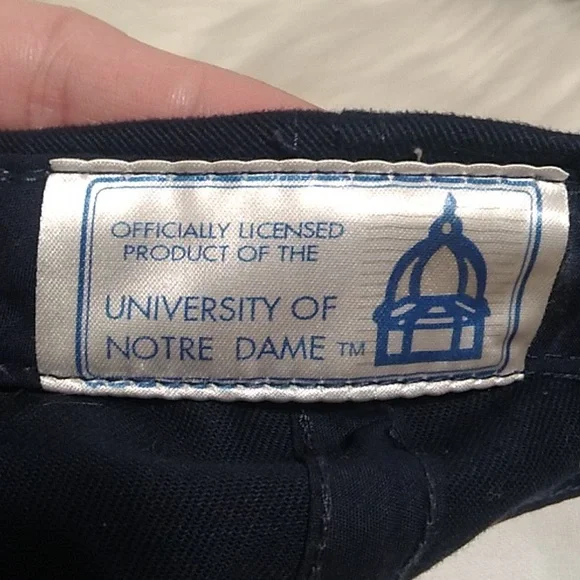 OFFICIALLY LICENSED
PRODUCT OF THE
UNIVERSITY OF
NOTRE DAME TM